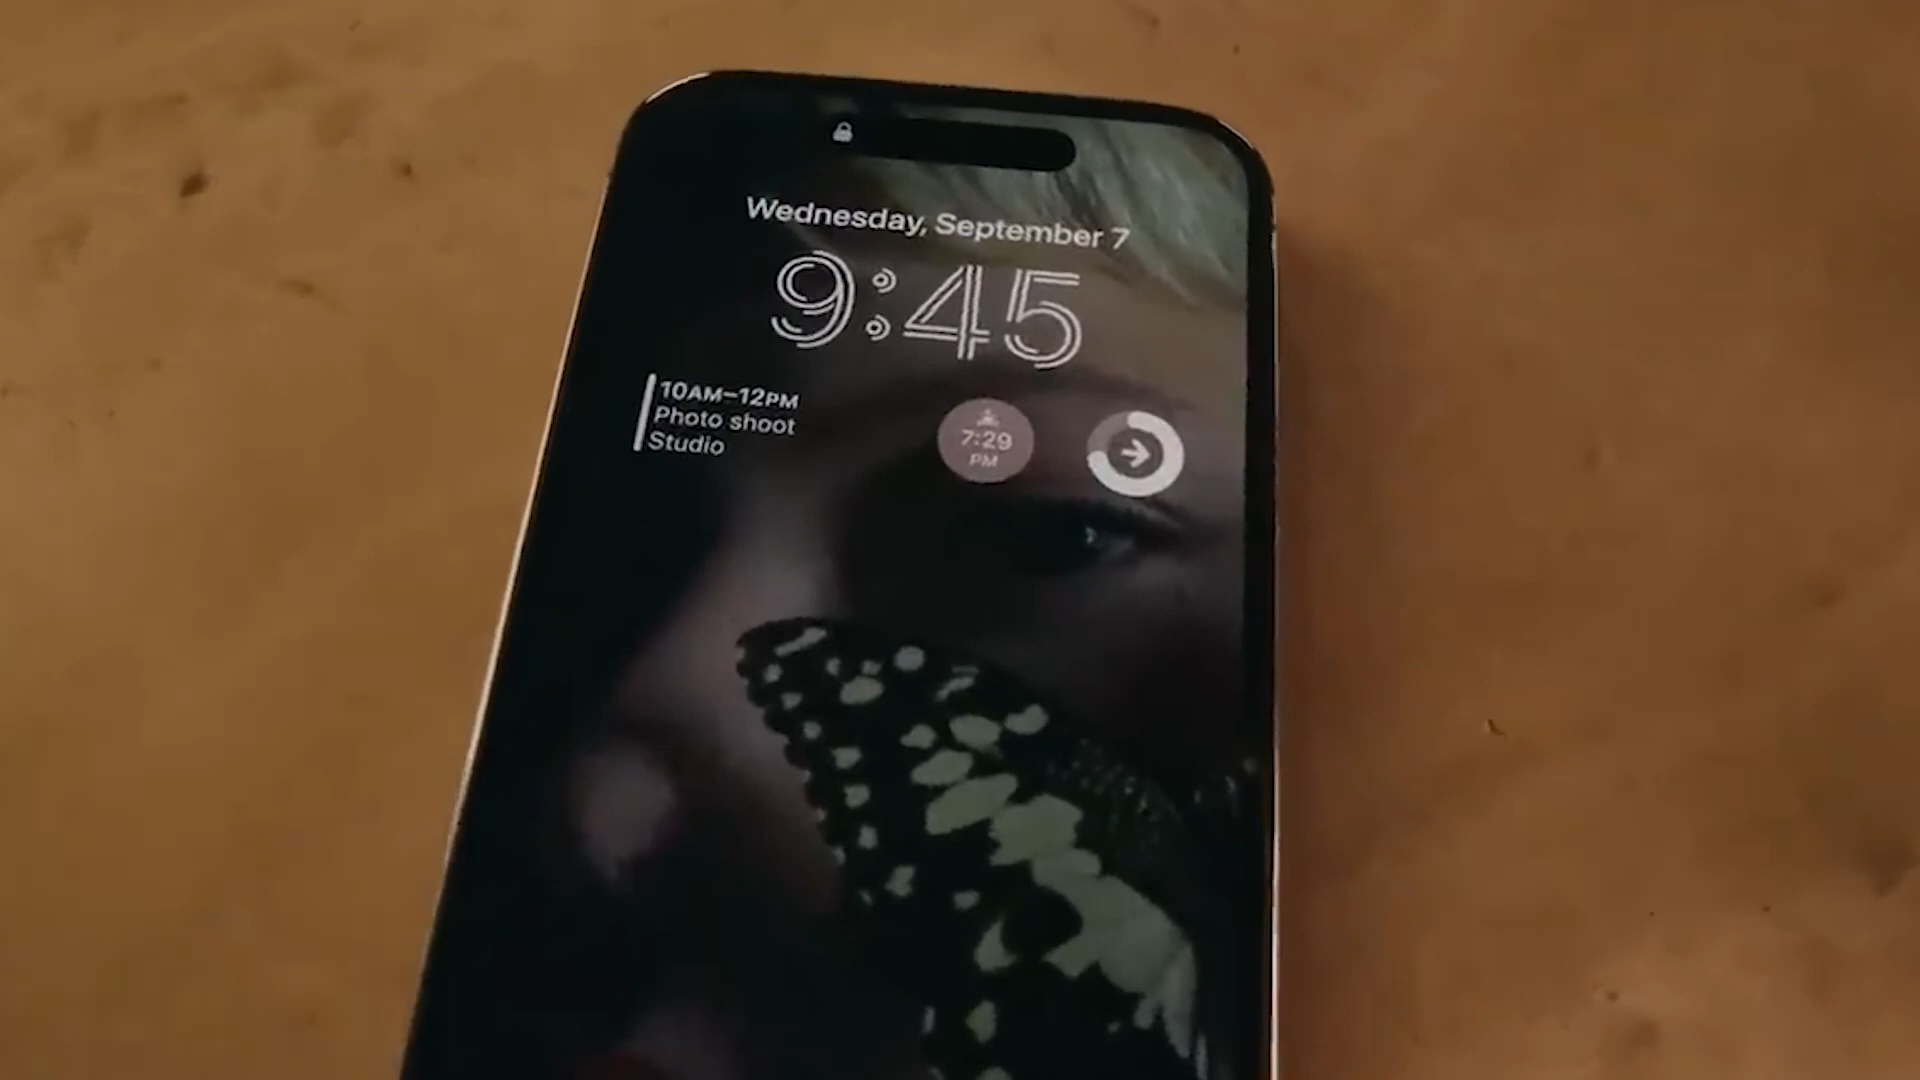 Wednesday, September 7
9:45
10AM–12PM
Photo shoot
Studio
7:29
PM